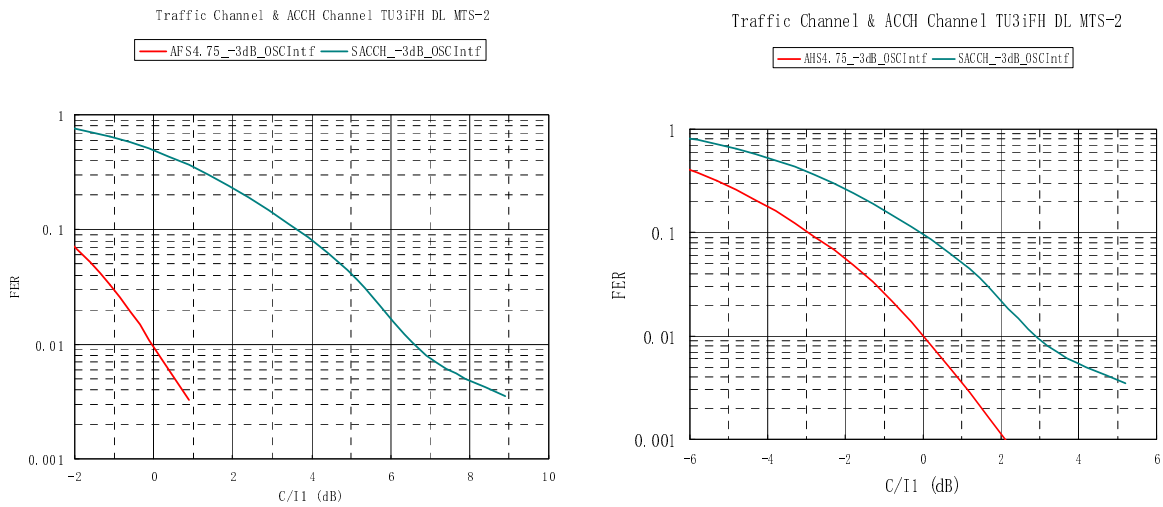 Traffic Channel & ACCH Channel TU3iFH DL MTS-2
AFS4.75_-3dB_OSCIntf SACCH_-3dB_OSCIntf
1
0.1
0.01
0.001
FER
-2 0 2 4 6 8 10
C/I1 (dB)
Traffic Channel & ACCH Channel TU3iFH DL MTS-2
AHS4.75_-3dB_OSCIntf SACCH_-3dB_OSCIntf
1
0.1
0.01
0.001
FER
-6 -4 -2 0 2 4 6
C/I1 (dB)